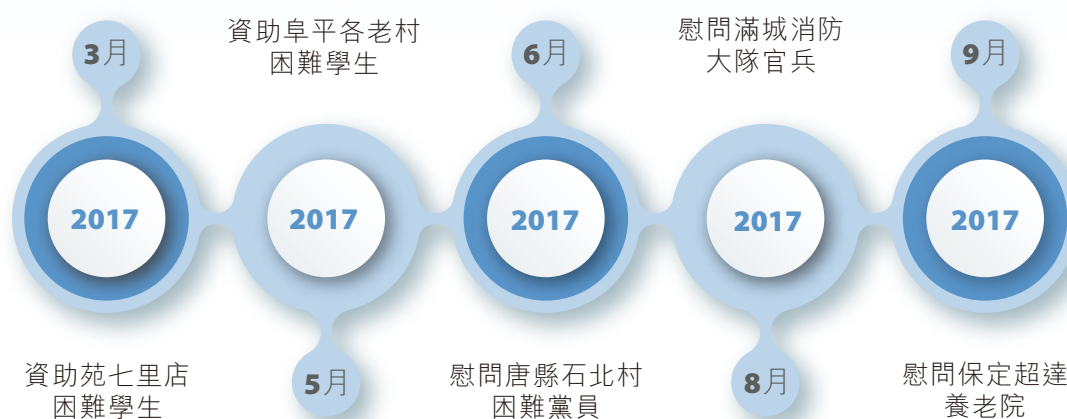 3月
2017
資助苑七里店
困難學生
資助阜平各老村
困難學生
2017
5月
6月
2017
慰問唐縣石北村
困難黨員
慰問滿城消防
大隊官兵
2017
8月
9月
2017
慰問保定超達
養老院